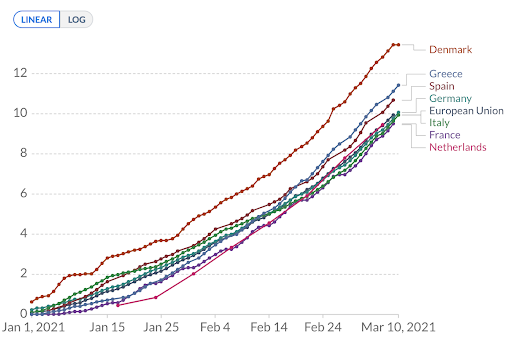 LINEAR LOG
Denmark
12
Greece
Spain
Germany
10
European Union
Italy
France
Netherlands
8
6
4
2
0
Jan 1, 2021 Jan 15 Jan 25 Feb 4 Feb 14 Feb 24 Mar 10, 2021